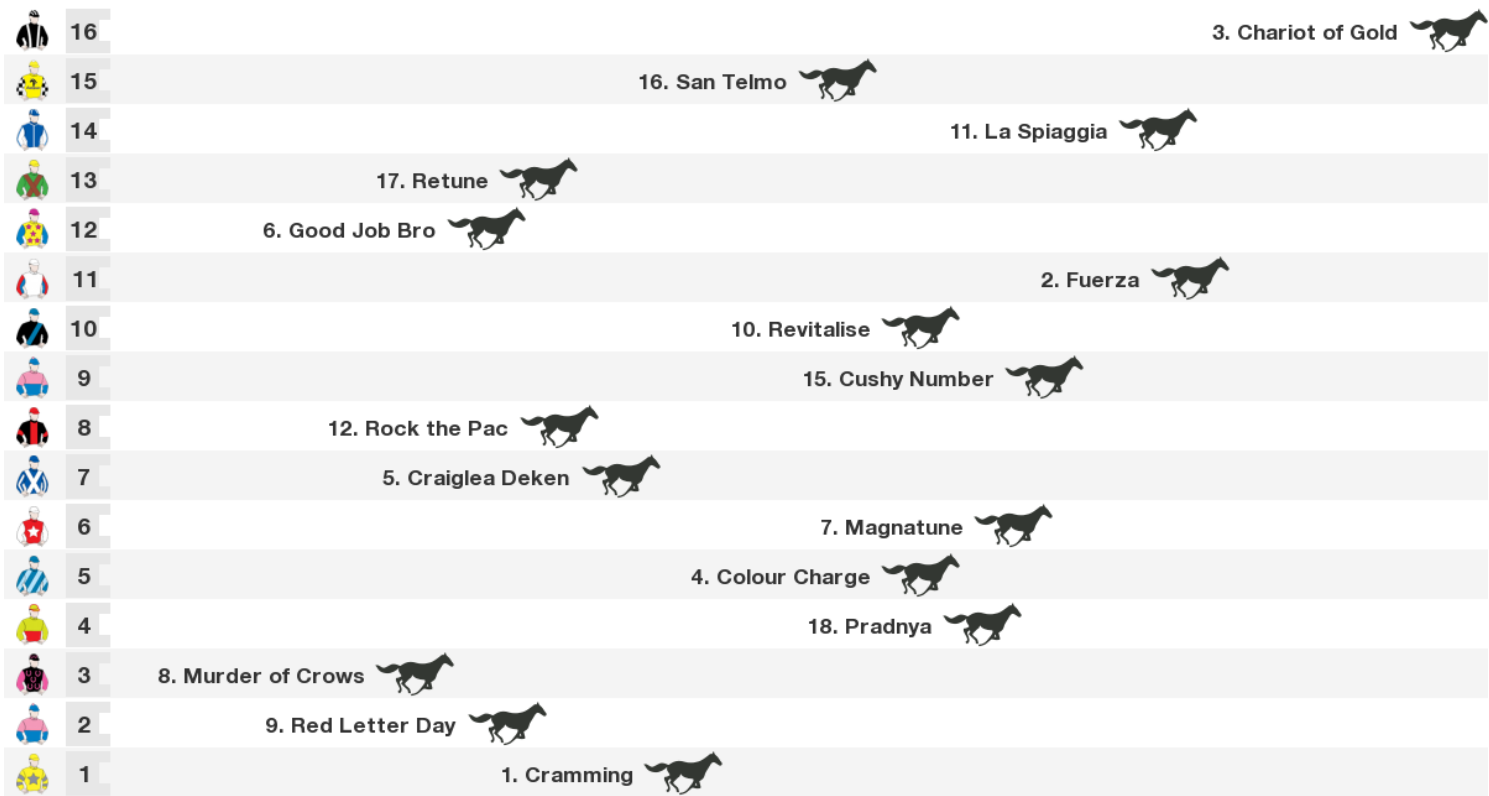 16 3. Chariot of Gold
15 16. San Telmo
14 11. La Spiaggia
13 17. Retune
12 6. Good Job Bro
11 2. Fuerza
10 10. Revitalise
9 15. Cushy Number
8 12. Rock the Pac
7 5. Craiglea Deken
6 7. Magnatune
5 4. Colour Charge
4 18. Pradnya
3 8. Murder of Crows
2 9. Red Letter Day
1 1. Cramming